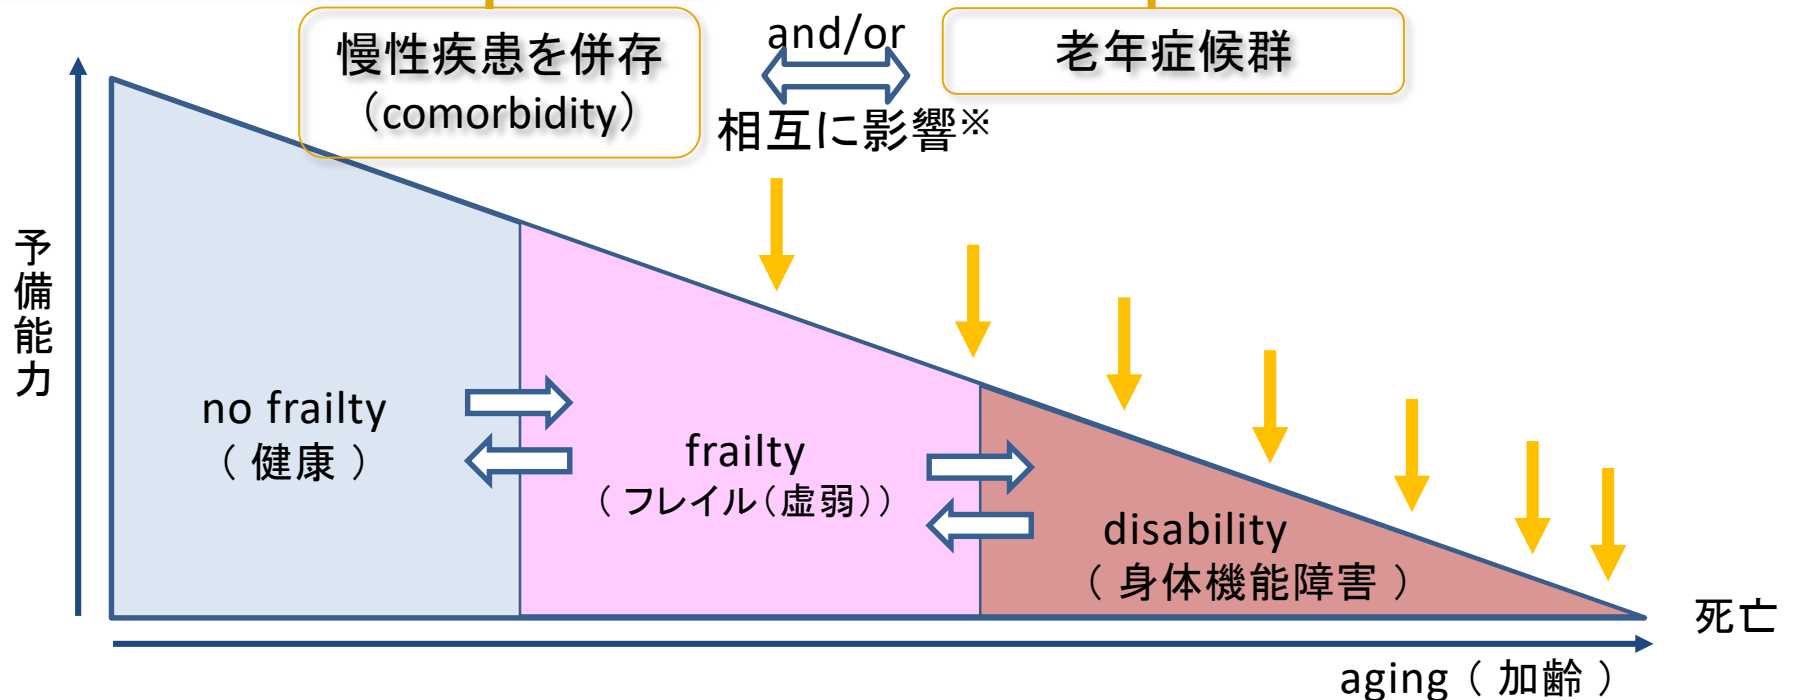 慢性疾患を併存
（comorbidity）
and/or
相互に影響※
老年症候群
予備能力
no frailty
（ 健康 ）
frailty
（ フレイル（虚弱））
disability
（ 身体機能障害 ）
死亡
aging（ 加齢 ）